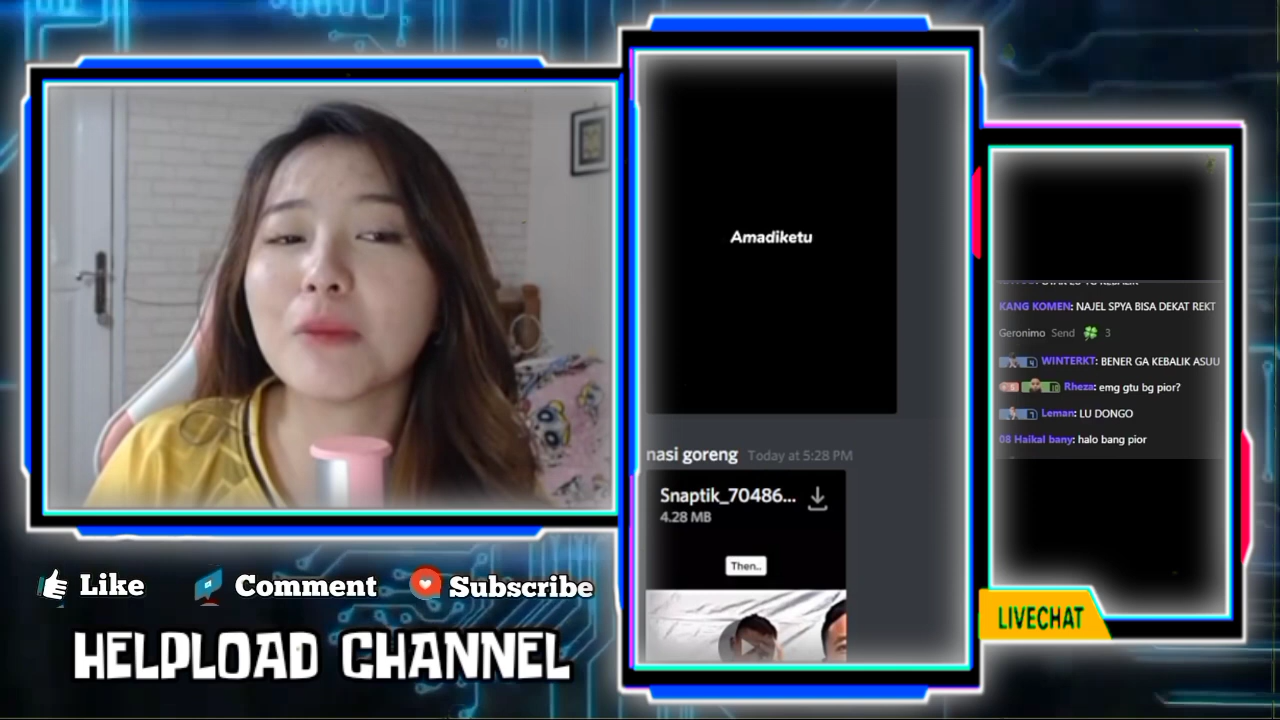 Amadiketu
nasi goreng Today at 5:28 PM
Snaptik_70486...
4.28 MB
Then..
KANG KOMEN: NAJEL SPYA BISA DEKAT REKT
Geronimo Send 3
WINTERKT: BENER GA KEBALIK ASUU
Rheza: emg gtu bg pior?
Leman: LU DONGO
08 Haikal bany: halo bang pior
LIVECHAT
Like Comment Subscribe
HELPLOAD CHANNEL